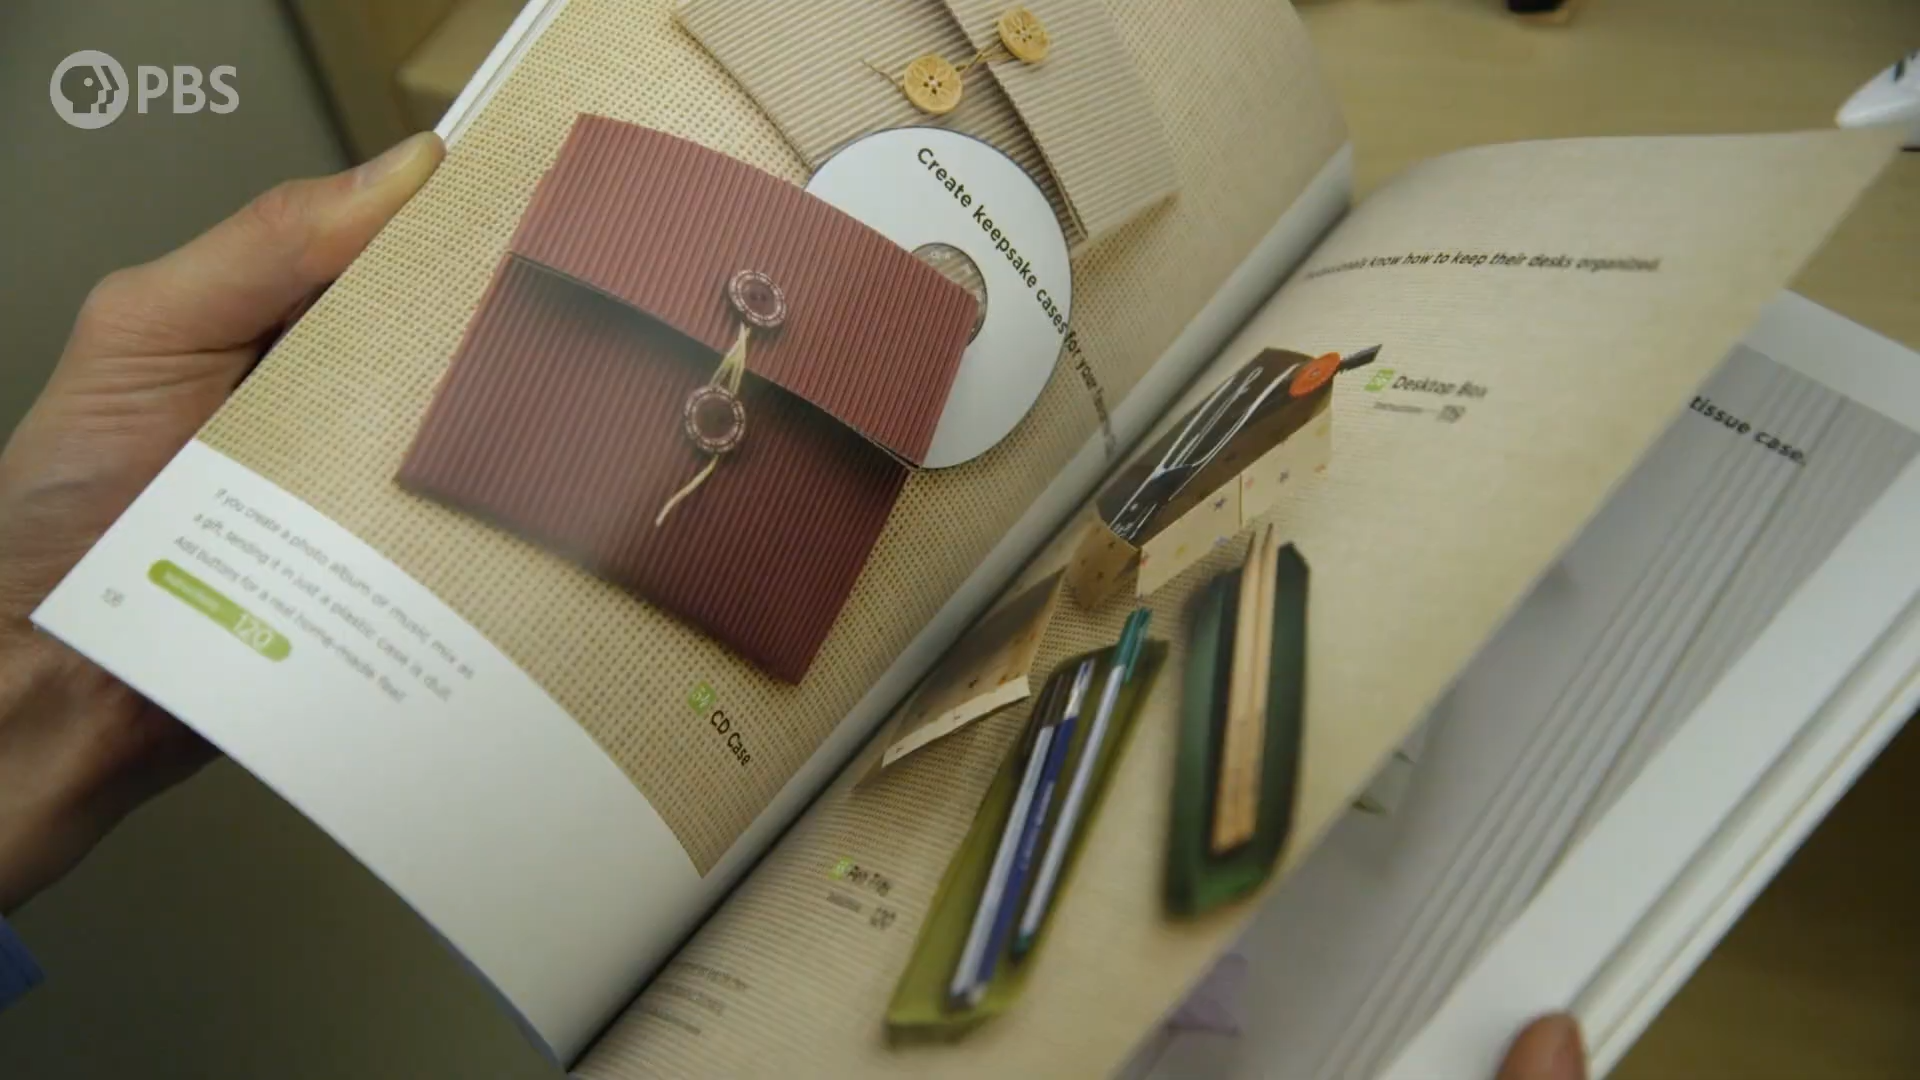 PBS
Create keepsake cases for your
If you create a photo album or music mix as
a gift, sending it in just a plastic case is dull.
Add buttons for a real home-made feel!
120
106
CD Case
know how to keep their desks organized.
Desktop Box
tissue case.